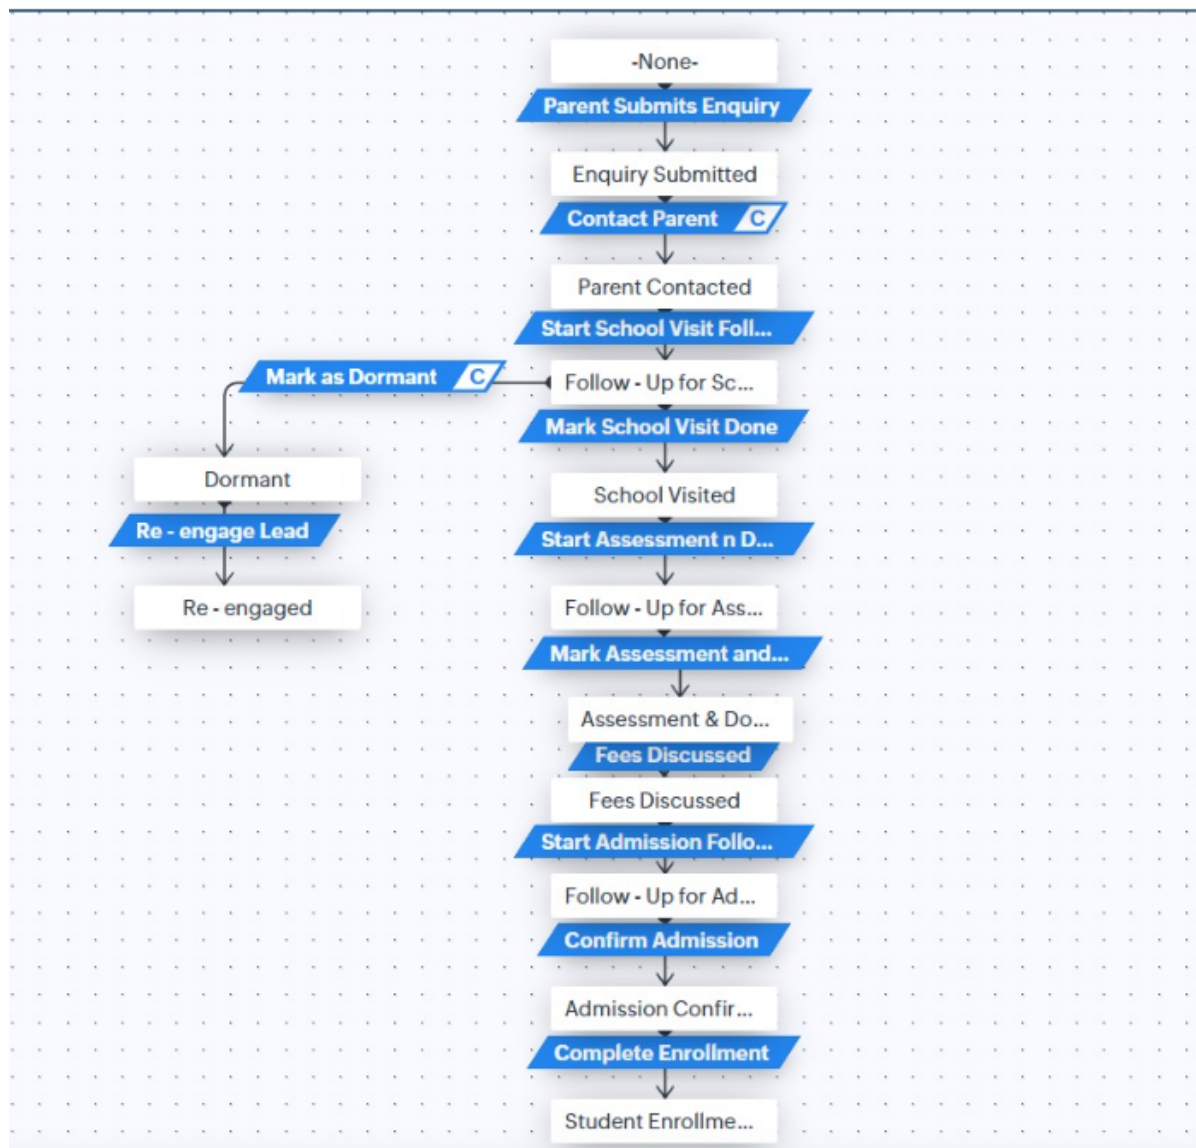 -None-
Parent Submits Enquiry
Enquiry Submitted
Contact Parent C
Parent Contacted
Start School Visit Foll...
Mark as Dormant C
Follow - Up for Sc...
Mark School Visit Done
Dormant
School Visited
Re - engage Lead
Start Assessment n D...
Re - engaged
Follow - Up for Ass...
Mark Assessment and...
Assessment & Do...
Fees Discussed
Fees Discussed
Start Admission Follo...
Follow - Up for Ad...
Confirm Admission
Admission Confir...
Complete Enrollment
Student Enrollme...